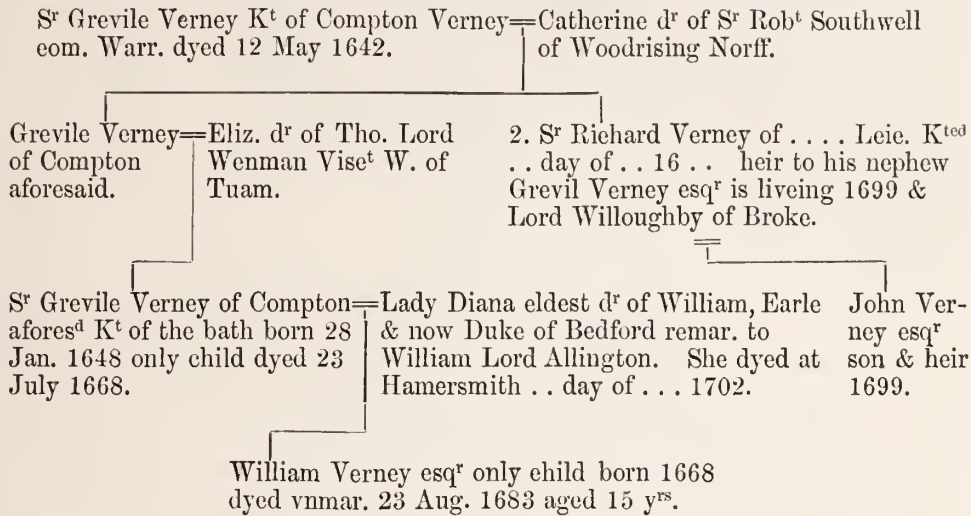 Sʳ Grevile Verney Kᵗ of Compton Verney=Catherine dʳ of Sʳ Robᵗ Southwell
com. Warr. dyed 12 May 1642. of Woodrising Norff.
Grevile Verney=Eliz. dʳ of Tho. Lord
of Compton Wenman Viscᵗ W. of
aforesaid. Tuam.
2. Sʳ Richard Verney of . . . . Leic. Kᵗᵉᵈ
. . day of . . 16 . . heir to his nephew
Grevil Verney esqʳ is liveing 1699 &
Lord Willoughby of Broke.
Sʳ Grevile Verney of Compton=Lady Diana eldest dʳ of William, Earle
aforesᵈ Kᵗ of the bath born 28 & now Duke of Bedford remar. to
Jan. 1648 only child dyed 23 William Lord Allington. She dyed at
July 1668. Hamersmith . . day of . . . 1702.
John Ver-
ney esqʳ
son & heir
1699.
William Verney esqʳ only child born 1668
dyed vnmar. 23 Aug. 1683 aged 15 yʳˢ.